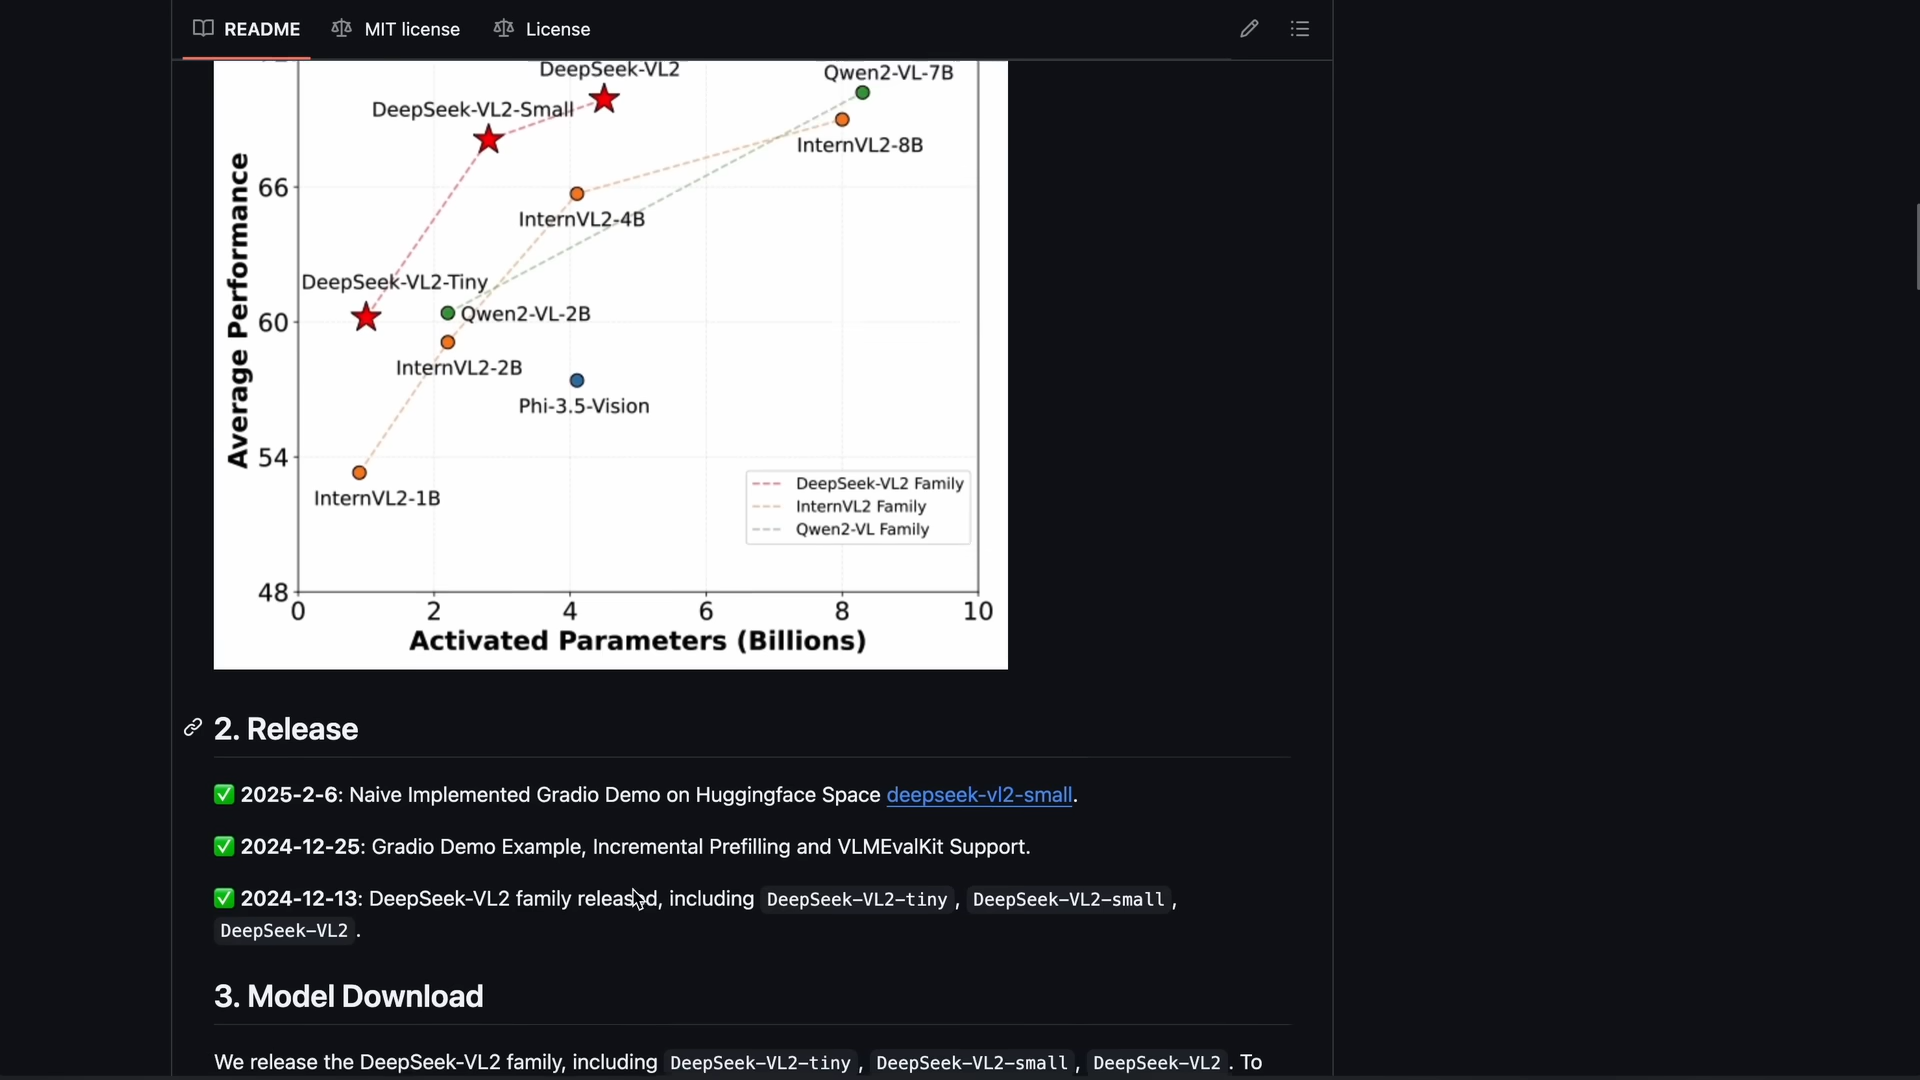 README
MIT license
License
DeepSeek-VL2
Qwen2-VL-7B
DeepSeek-VL2-Small
InternVL2-8B
66
InternVL2-4B
DeepSeek-VL2-Tiny
60
Qwen2-VL-2B
InternVL2-2B
Phi-3.5-Vision
Average Performance
54
InternVL2-1B
DeepSeek-VL2 Family
InternVL2 Family
Qwen2-VL Family
48
0 2 4 6 8 10
Activated Parameters (Billions)
2. Release
✅ 2025-2-6: Naive Implemented Gradio Demo on Huggingface Space deepseek-vl2-small.
✅ 2024-12-25: Gradio Demo Example, Incremental Prefilling and VLMEvalKit Support.
✅ 2024-12-13: DeepSeek-VL2 family released, including DeepSeek-VL2-tiny, DeepSeek-VL2-small,
DeepSeek-VL2.
3. Model Download
We release the DeepSeek-VL2 family, including DeepSeek-VL2-tiny, DeepSeek-VL2-small, DeepSeek-VL2. To